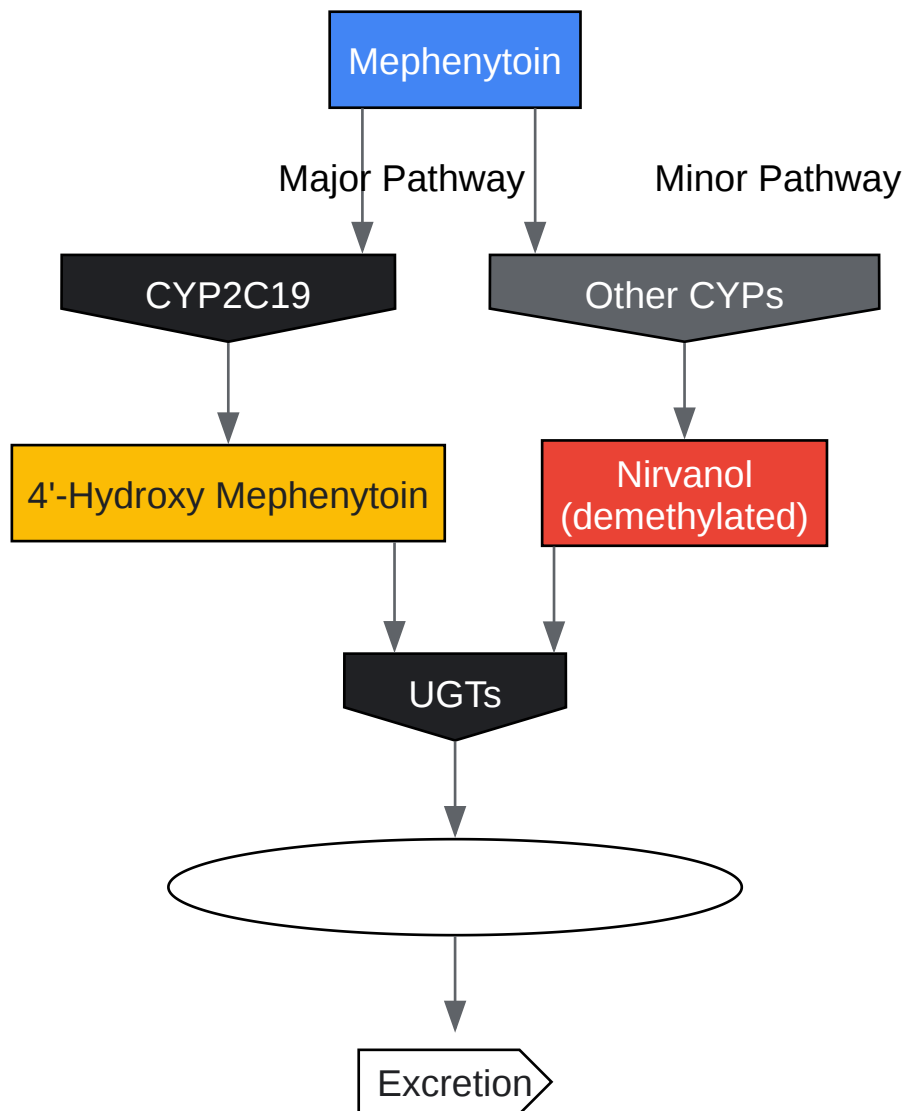 Mephenytoin
Major Pathway
Minor Pathway
CYP2C19
Other CYPs
4'-Hydroxy Mephenytoin
Nirvanol
(demethylated)
UGTs
Excretion